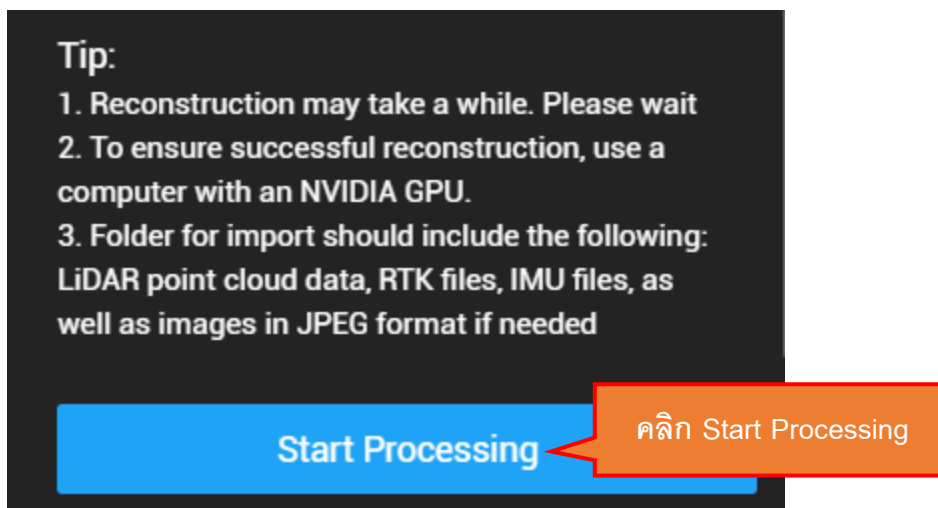 Tip:
1. Reconstruction may take a while. Please wait
2. To ensure successful reconstruction, use a
computer with an NVIDIA GPU.
3. Folder for import should include the following:
LiDAR point cloud data, RTK files, IMU files, as
well as images in JPEG format if needed
Start Processing
คลิก Start Processing